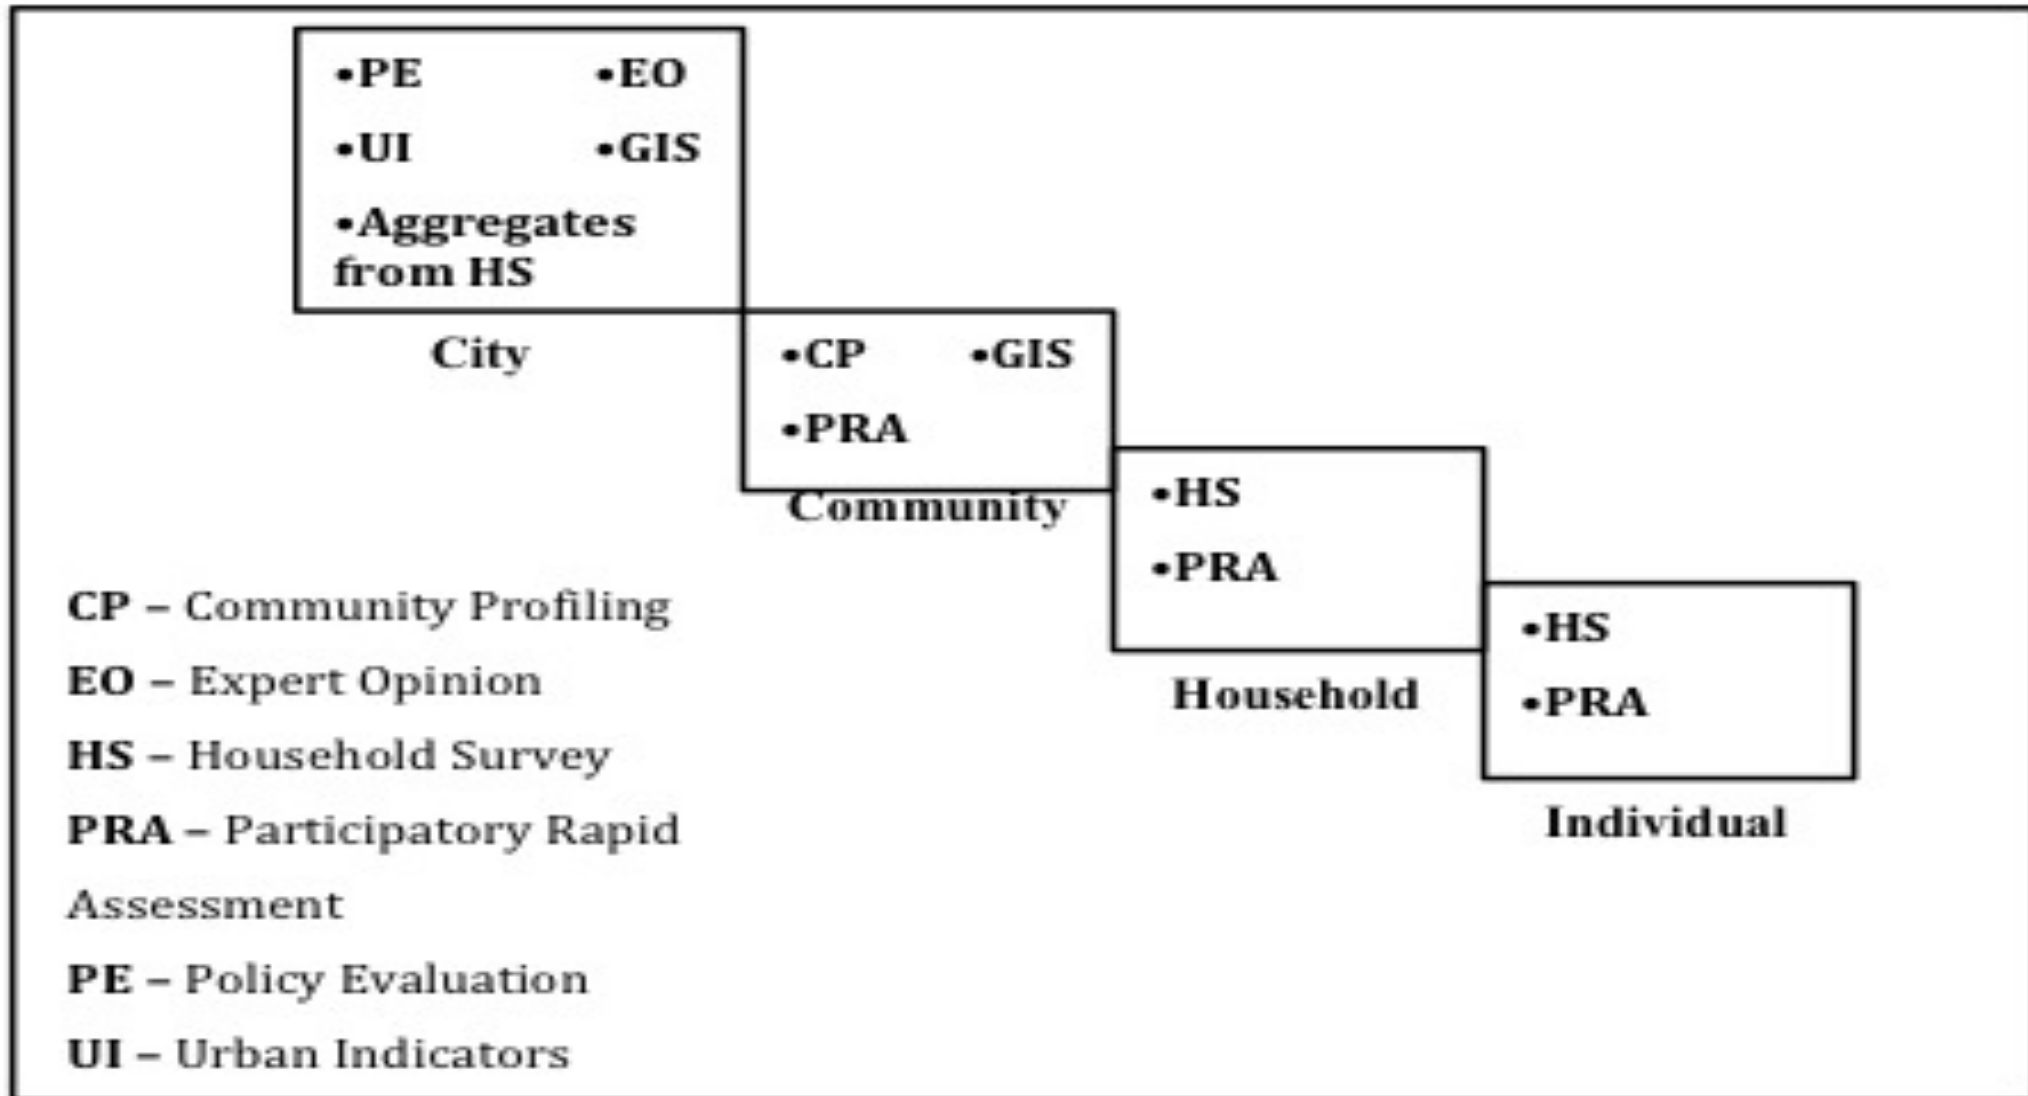 •PE •EO
•UI •GIS
•Aggregates
from HS
City
•CP •GIS
•PRA
Community
•HS
•PRA
Household
•HS
•PRA
Individual
CP – Community Profiling
EO – Expert Opinion
HS – Household Survey
PRA – Participatory Rapid
Assessment
PE – Policy Evaluation
UI – Urban Indicators